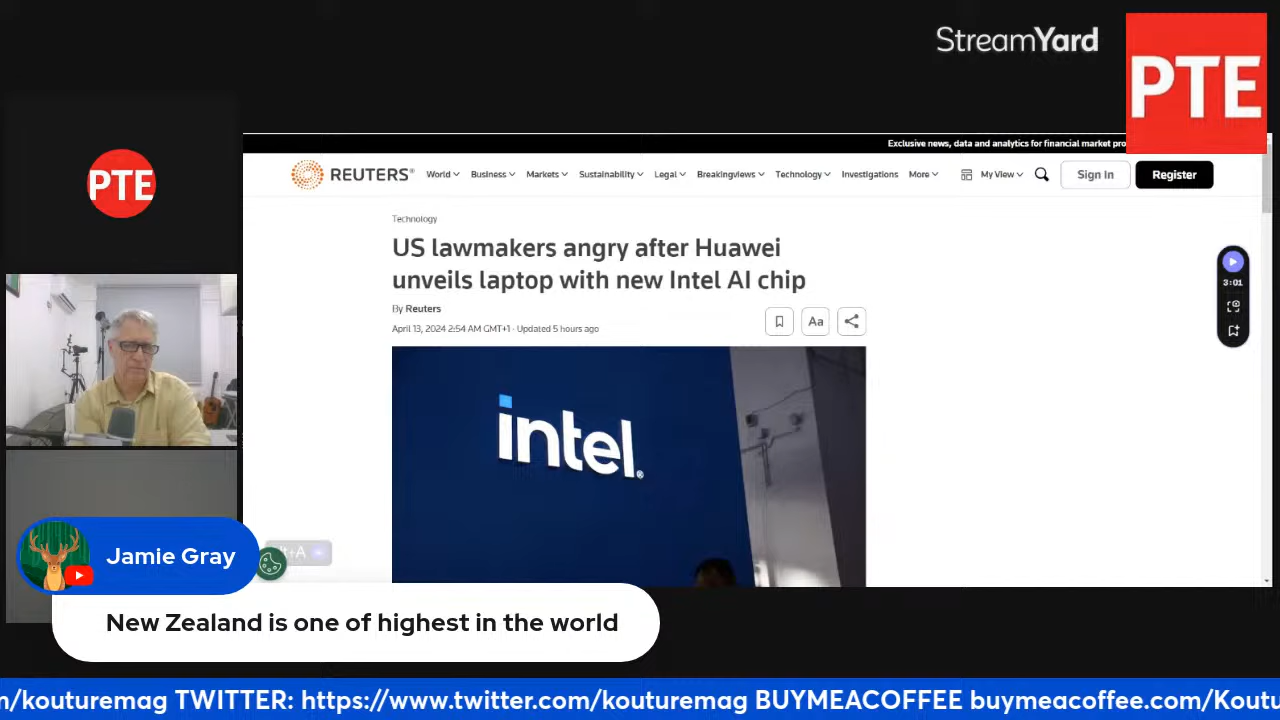 StreamYard
PTE
PTE
Exclusive news, data and analytics for financial market pro
REUTERS®
World Business Markets Sustainability Legal Breakingviews Technology Investigations More My View Sign In Register
Technology
US lawmakers angry after Huawei
unveils laptop with new Intel AI chip
By Reuters
April 13, 2024 2:54 AM GMT+1 · Updated 5 hours ago
Aa
3:01
intel®
Jamie Gray
t+A
New Zealand is one of highest in the world
m/kouturemag TWITTER: https://www.twitter.com/kouturemag BUYMEACOFFEE buymeacoffee.com/Koutu